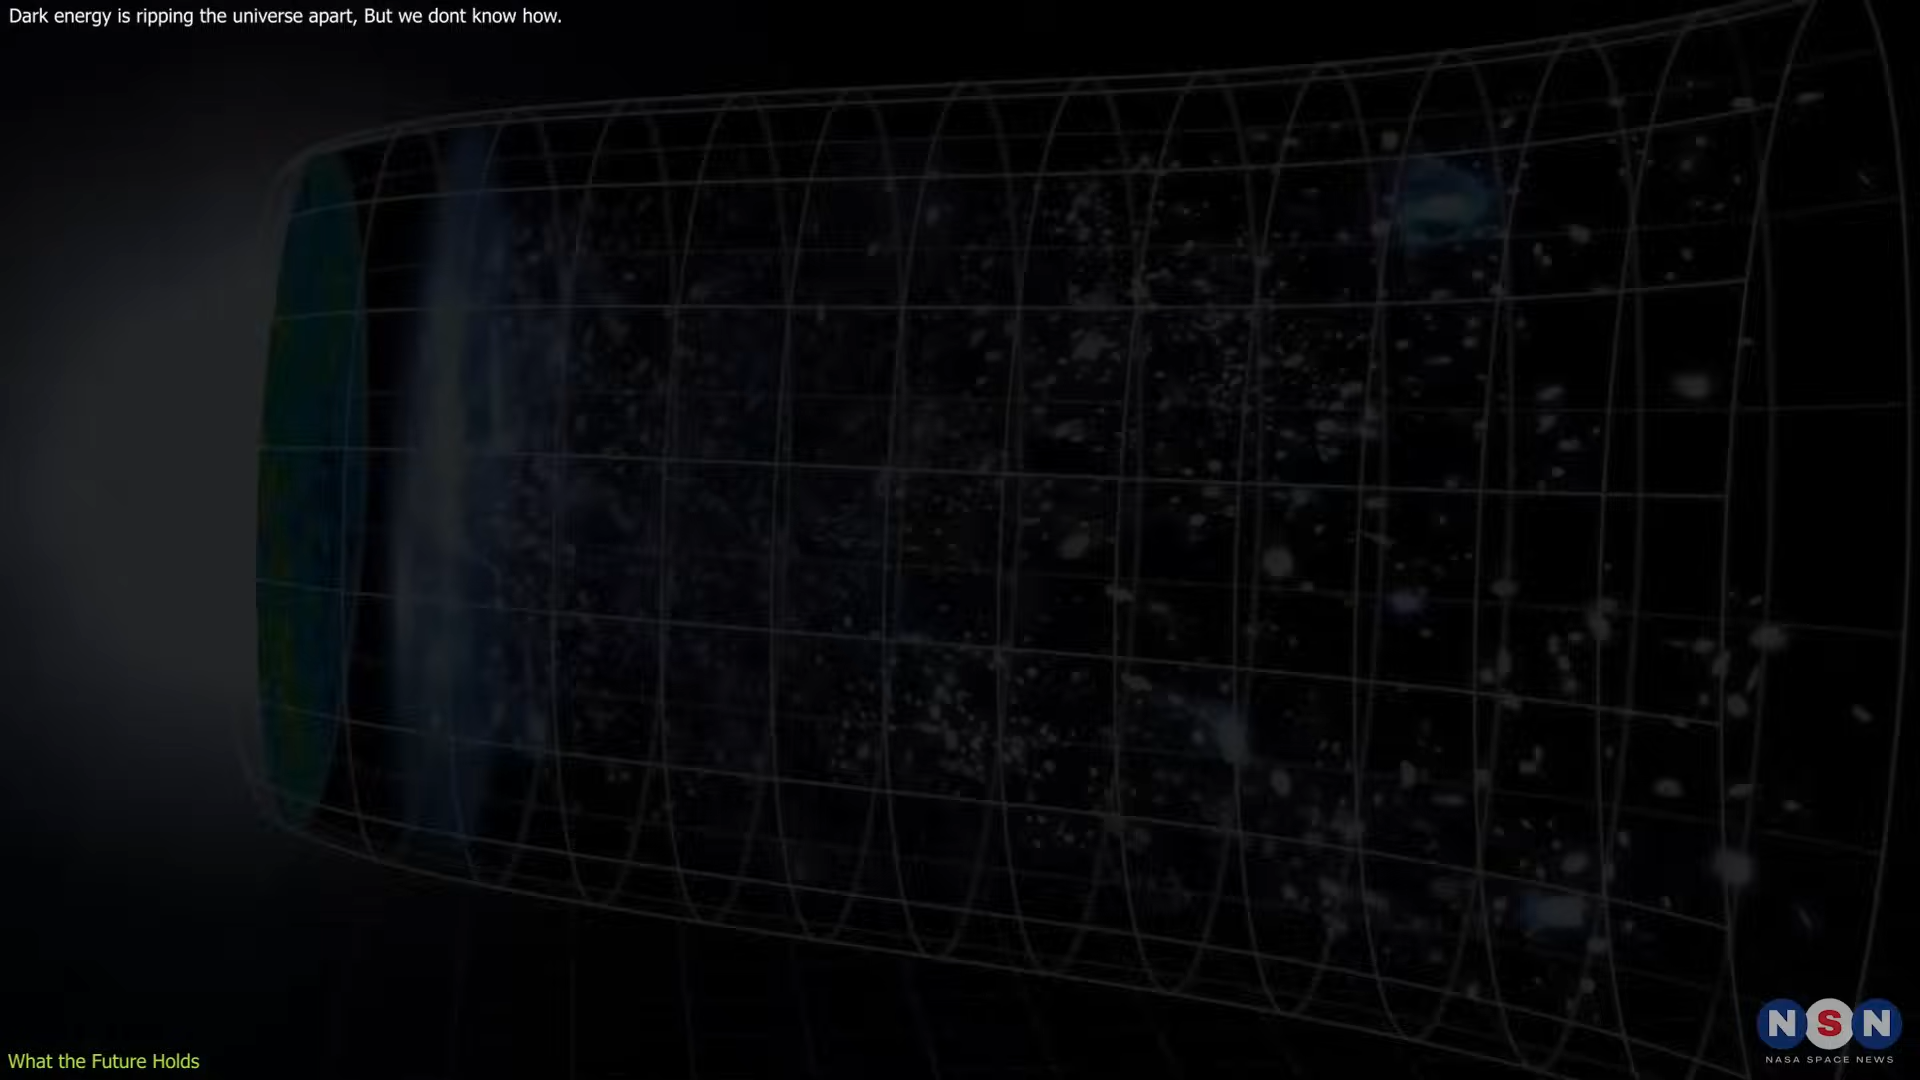 Dark energy is ripping the universe apart, But we dont know how.
What the Future Holds
NSN
NASA SPACE NEWS